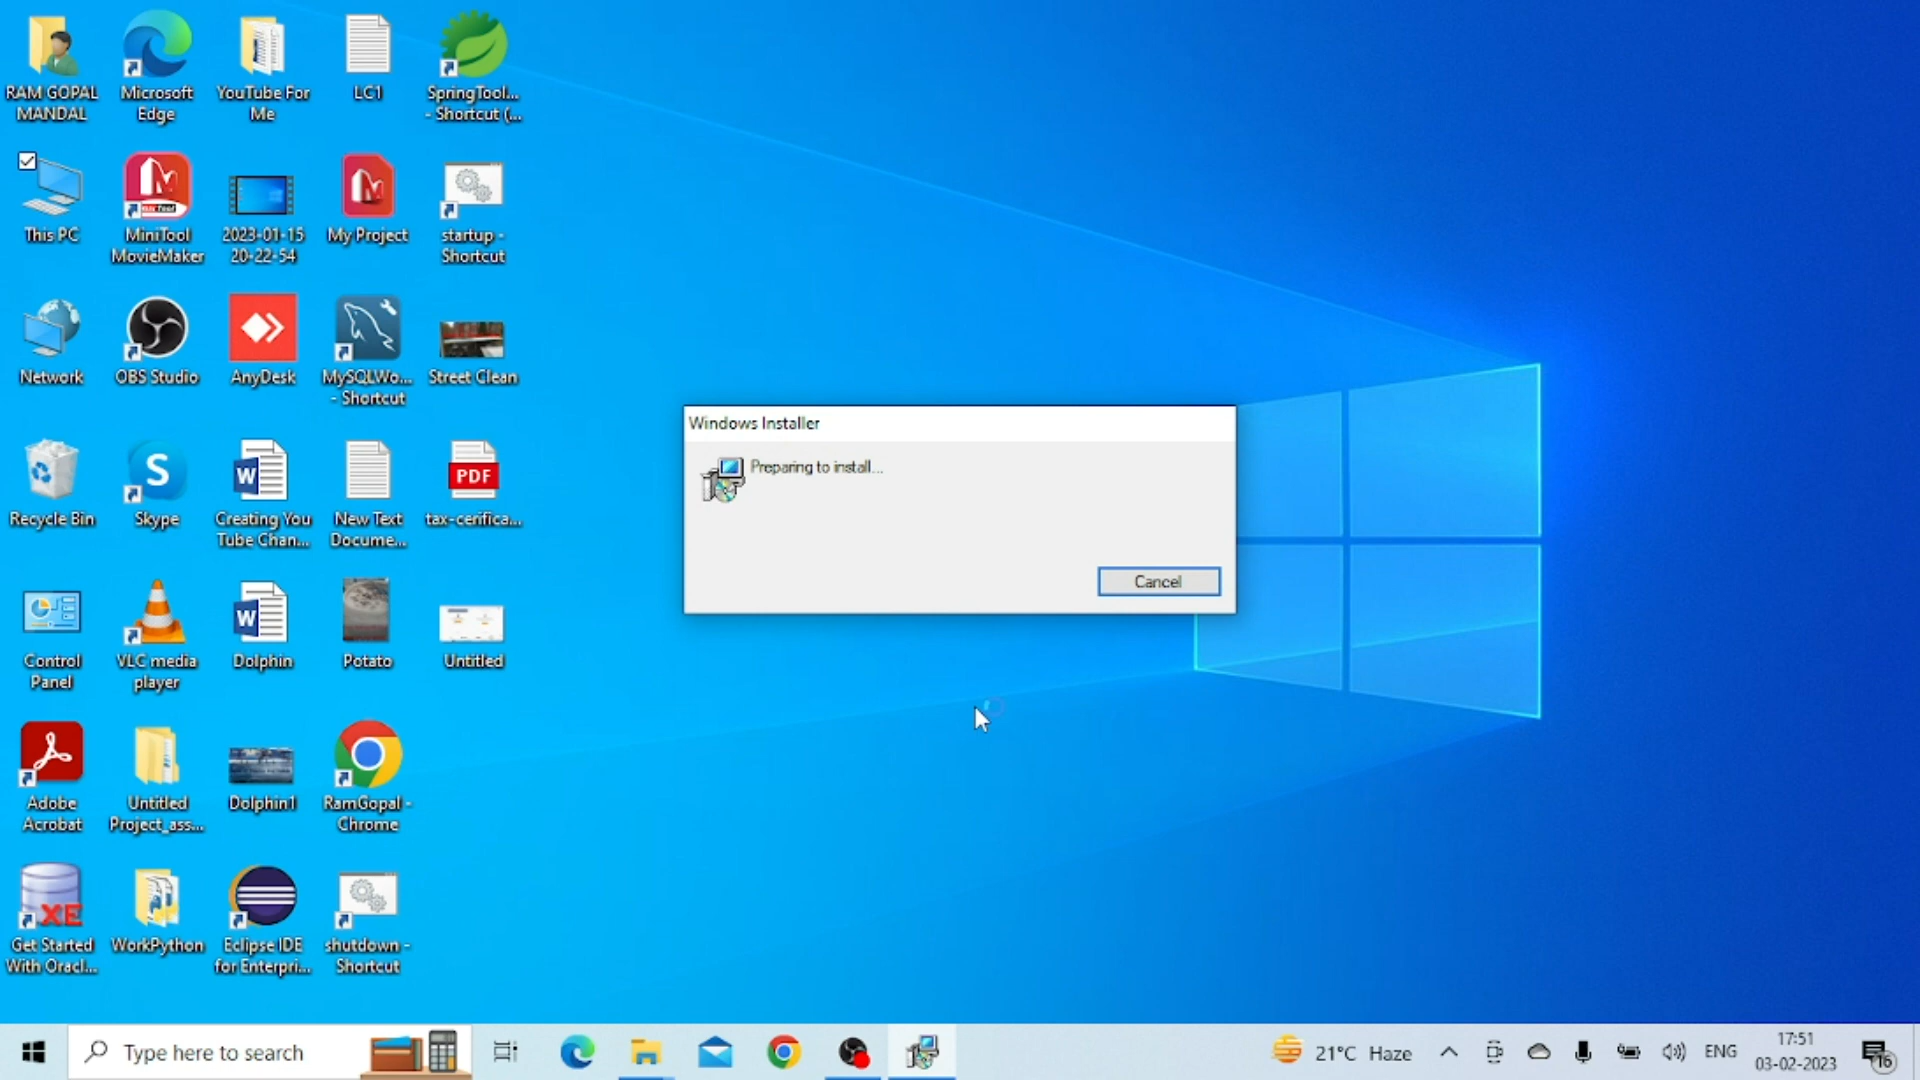 RAM GOPAL
MANDAL
Microsoft
Edge
YouTube For
Me
LC1
SpringTool...
- Shortcut (...
This PC
MiniTool
MovieMaker
2023-01-15
20-22-54
My Project
startup -
Shortcut
Network
OBS Studio
AnyDesk
MySQLWo...
- Shortcut
Street Clean
Recycle Bin
Skype
Creating You
Tube Chan...
New Text
Docume...
PDF
tax-cerifica...
Control
Panel
VLC media
player
Dolphin
Potato
Untitled
Adobe
Acrobat
Untitled
Project_ass...
Dolphin1
RamGopal -
Chrome
XE
Get Started
With Oracl...
WorkPython
Eclipse IDE
for Enterpri...
shutdown -
Shortcut
Windows Installer
Preparing to install...
Cancel
Type here to search
21°C Haze
ENG
17:51
03-02-2023
16